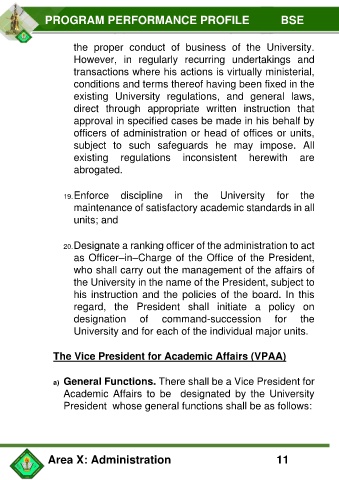 PROGRAM PERFORMANCE PROFILE BSE
the proper conduct of business of the University.
However, in regularly recurring undertakings and
transactions where his actions is virtually ministerial,
conditions and terms thereof having been fixed in the
existing University regulations, and general laws,
direct through appropriate written instruction that
approval in specified cases be made in his behalf by
officers of administration or head of offices or units,
subject to such safeguards he may impose. All
existing regulations inconsistent herewith are
abrogated.
19. Enforce discipline in the University for the
maintenance of satisfactory academic standards in all
units; and
20. Designate a ranking officer of the administration to act
as Officer–in–Charge of the Office of the President,
who shall carry out the management of the affairs of
the University in the name of the President, subject to
his instruction and the policies of the board. In this
regard, the President shall initiate a policy on
designation of command-succession for the
University and for each of the individual major units.
The Vice President for Academic Affairs (VPAA)
a) General Functions. There shall be a Vice President for
Academic Affairs to be designated by the University
President whose general functions shall be as follows:
Area X: Administration 11